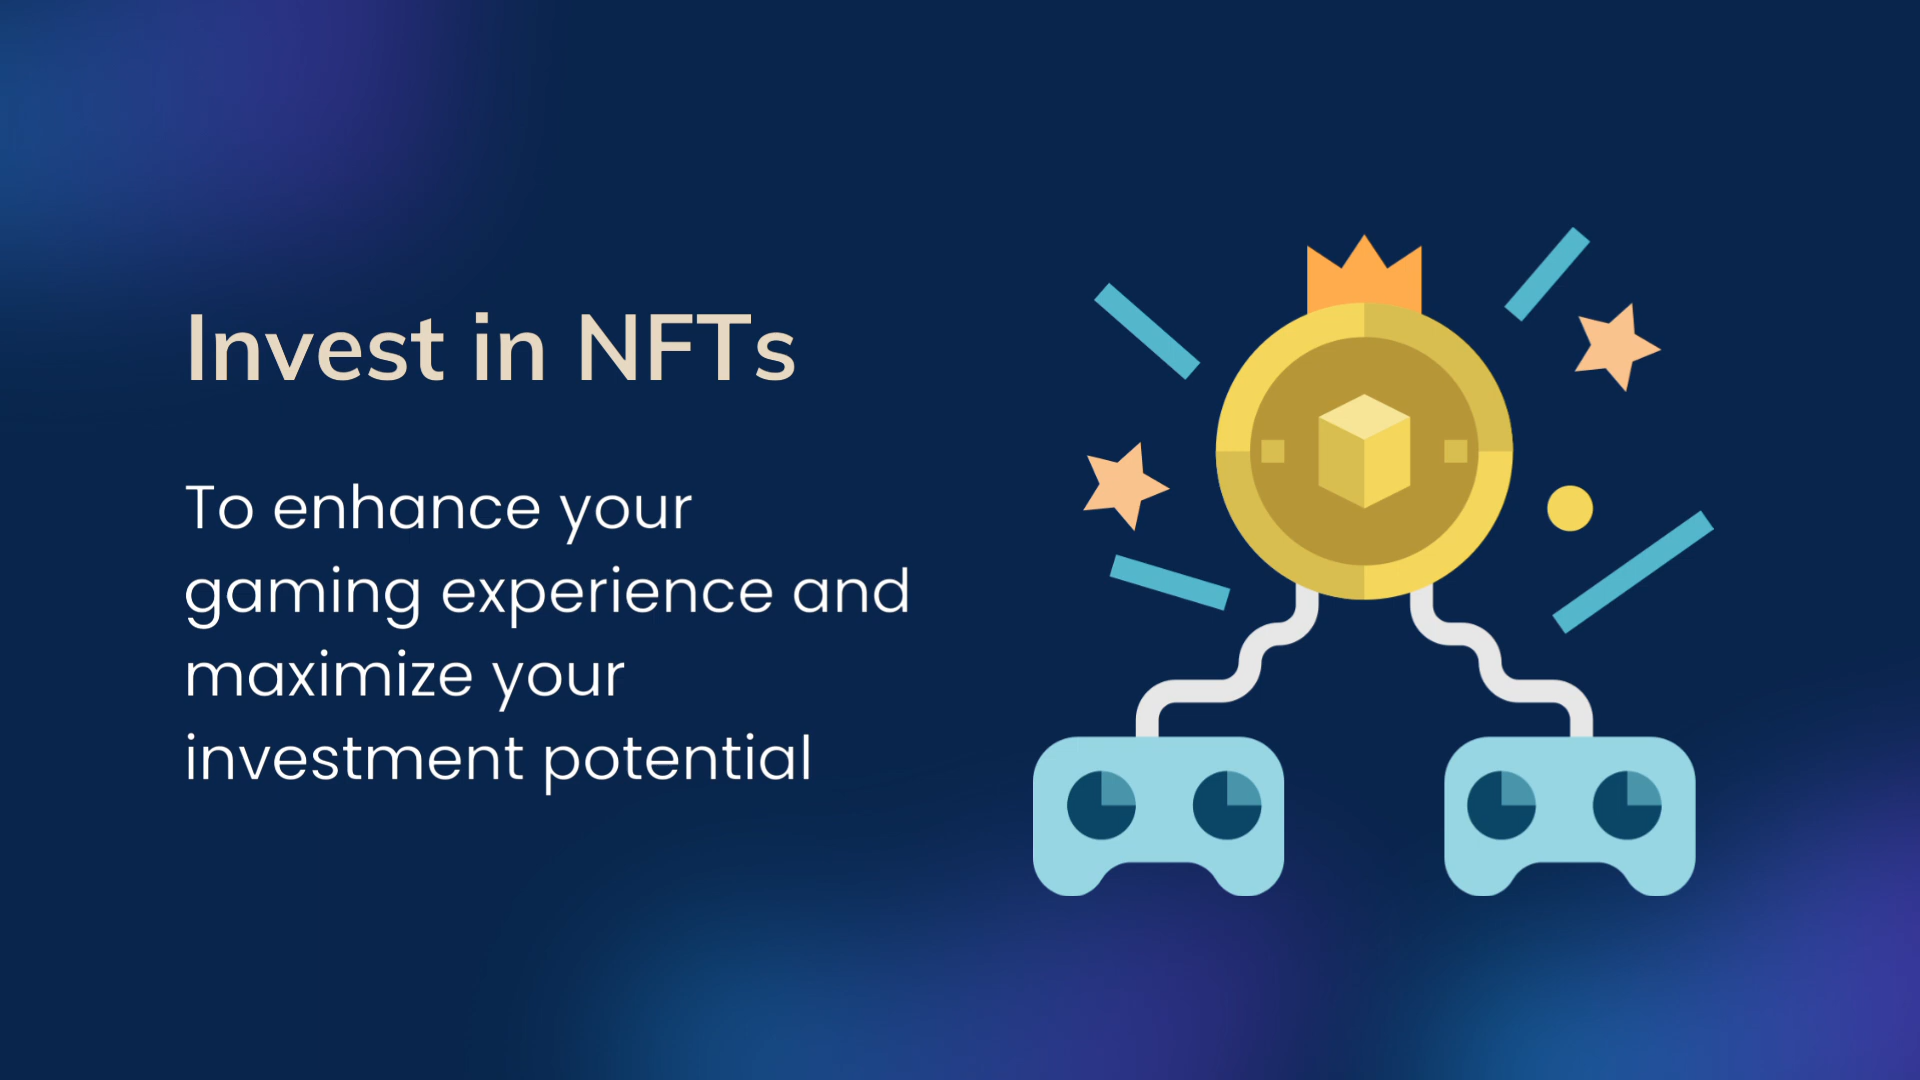 Invest in NFTs
To enhance your
gaming experience and
maximize your
investment potential